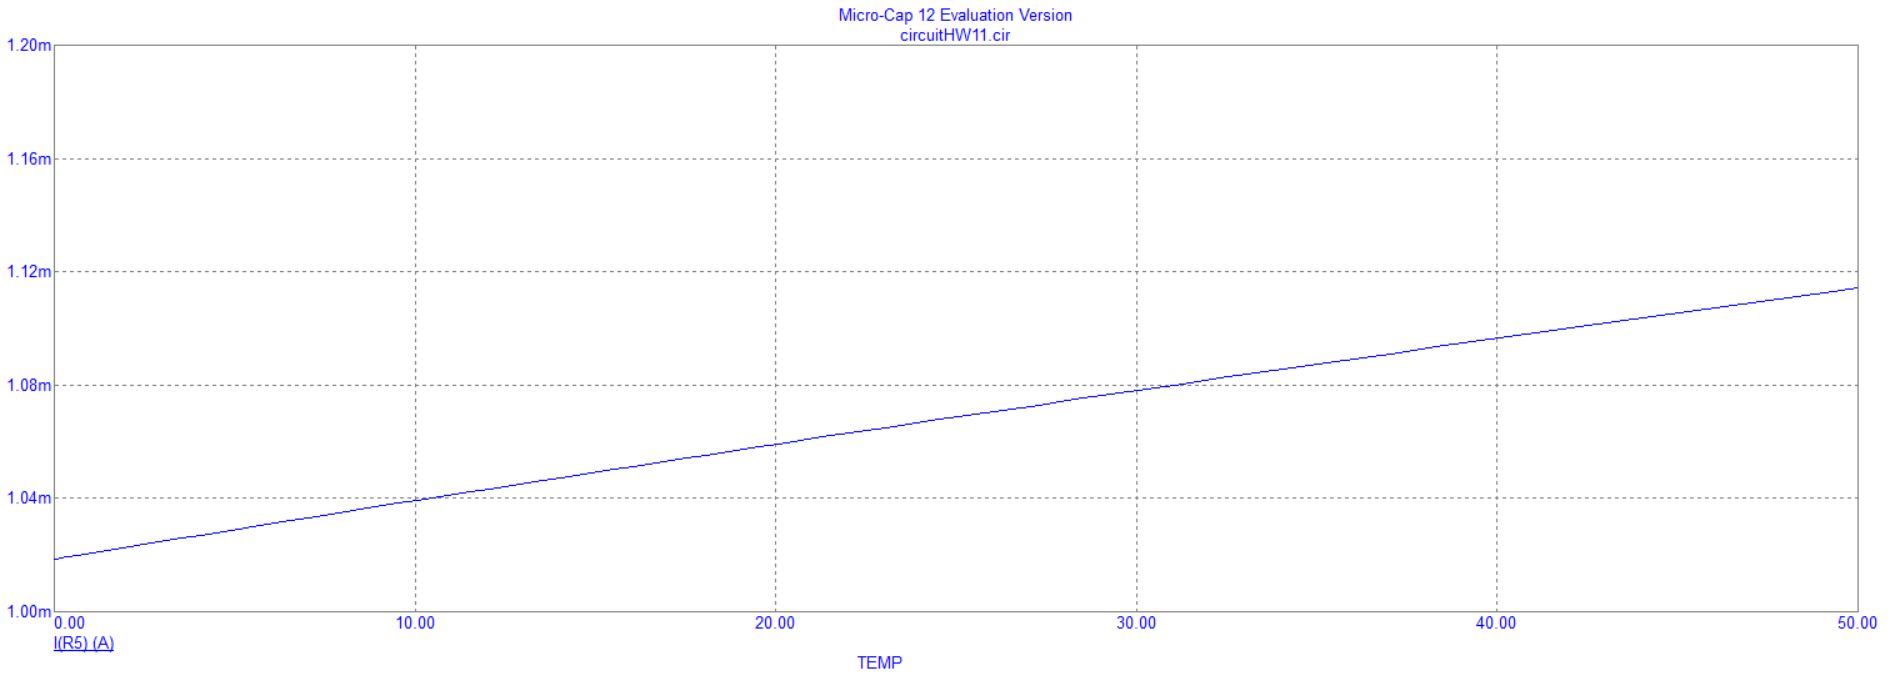 Micro-Cap 12 Evaluation Version
circuitHW11.cir
1.20m
1.16m
1.12m
1.08m
1.04m
1.00m
0.00 10.00 20.00 30.00 40.00 50.00
I(R5) (A)
TEMP